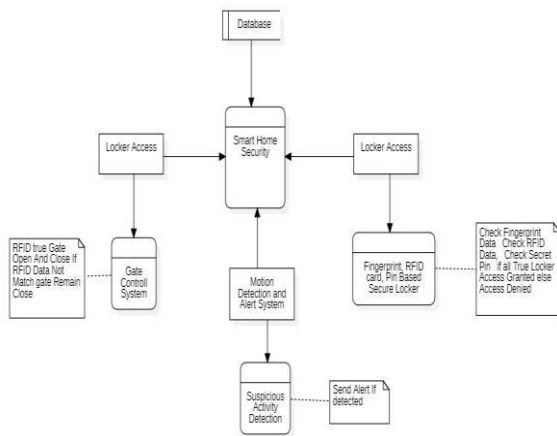 Database
Smart Home
Security
Locker Access
Locker Access
RFID true Gate
Open And Close If
RFID Data Not
Match gate Remain
Close
Gate
Controll
System
Motion
Detection and
Alert System
Fingerprint, RFID
card, Pin Based
Secure Locker
Check Fingerprint
Data Check RFID
Data, Check Secret
Pin if all True Locker
Access Granted else
Access Denied
Suspicious
Activity
Detection
Send Alert If
detected